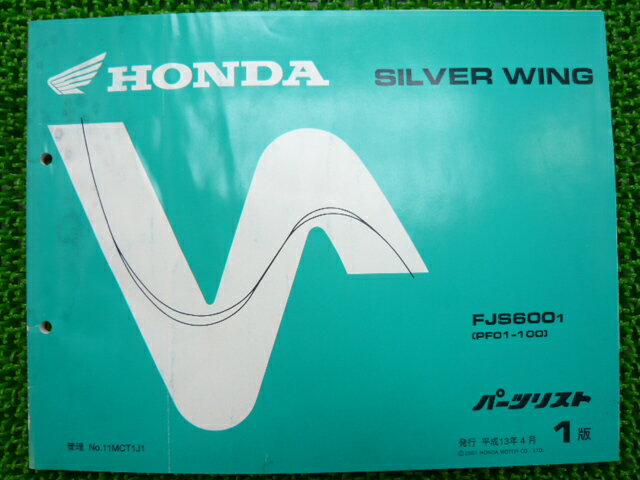 HONDA
SILVER WING
FJS6001
(PF01-100)
パーツリスト
管理 No.11MCT1J1
発行 平成13年4月 1版
© 2001 HONDA MOTOR CO., LTD.